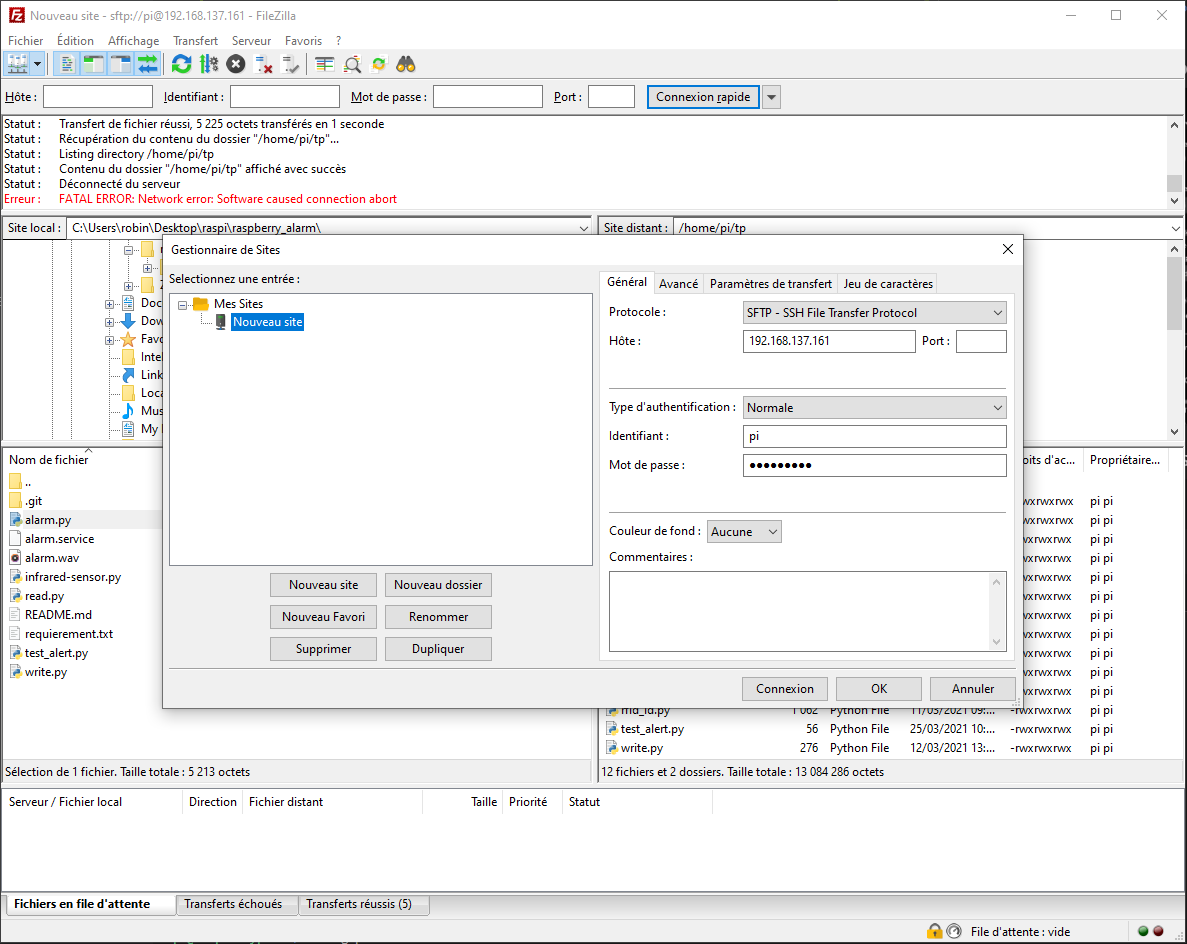 Nouveau site - sftp://pi@192.168.137.161 - FileZilla
Fichier Édition Affichage Transfert Serveur Favoris ?
Hôte : Identifiant : Mot de passe : Port : Connexion rapide
Statut : Transfert de fichier réussi, 5 225 octets transférés en 1 seconde
Statut : Récupération du contenu du dossier "/home/pi/tp"...
Statut : Listing directory /home/pi/tp
Statut : Contenu du dossier "/home/pi/tp" affiché avec succès
Statut : Déconnecté du serveur
Erreur : FATAL ERROR: Network error: Software caused connection abort
Site local : C:\Users\robin\Desktop\raspi\raspberry_alarm\
Site distant : /home/pi/tp
Doc
Dow
Favo
Intel
Link
Loca
Mus
My
Nom de fichier
..
.git
alarm.py
alarm.service
alarm.wav
infrared-sensor.py
read.py
README.md
requierement.txt
test_alert.py
write.py
Sélection de 1 fichier. Taille totale : 5 213 octets
Gestionnaire de Sites
Selectionnez une entrée :
Mes Sites
Nouveau site
Nouveau site Nouveau dossier
Nouveau Favori Renommer
Supprimer Dupliquer
Général Avancé Paramètres de transfert Jeu de caractères
Protocole : SFTP - SSH File Transfer Protocol
Hôte : 192.168.137.161 Port :
Type d'authentification : Normale
Identifiant : pi
Mot de passe : •••••••••
Couleur de fond : Aucune
Commentaires :
Connexion OK Annuler
oits d'ac... Propriétaire...
wxrwxrwx pi pi
wxrwxrwx pi pi
wxrwxrwx pi pi
wxrwxrwx pi pi
wxrwxrwx pi pi
wxrwxrwx pi pi
wxrwxrwx pi pi
wxrwxrwx pi pi
wxrwxrwx pi pi
wxrwxrwx pi pi
wxrwxrwx pi pi
1 062 Python File 11/03/2021 09:... -rwxrwxrwx pi pi
test_alert.py 56 Python File 25/03/2021 10:... -rwxrwxrwx pi pi
write.py 276 Python File 12/03/2021 13:... -rwxrwxrwx pi pi
12 fichiers et 2 dossiers. Taille totale : 13 084 286 octets
Serveur / Fichier local Direction Fichier distant Taille Priorité Statut
Fichiers en file d'attente Transferts échoués Transferts réussis (5)
File d'attente : vide